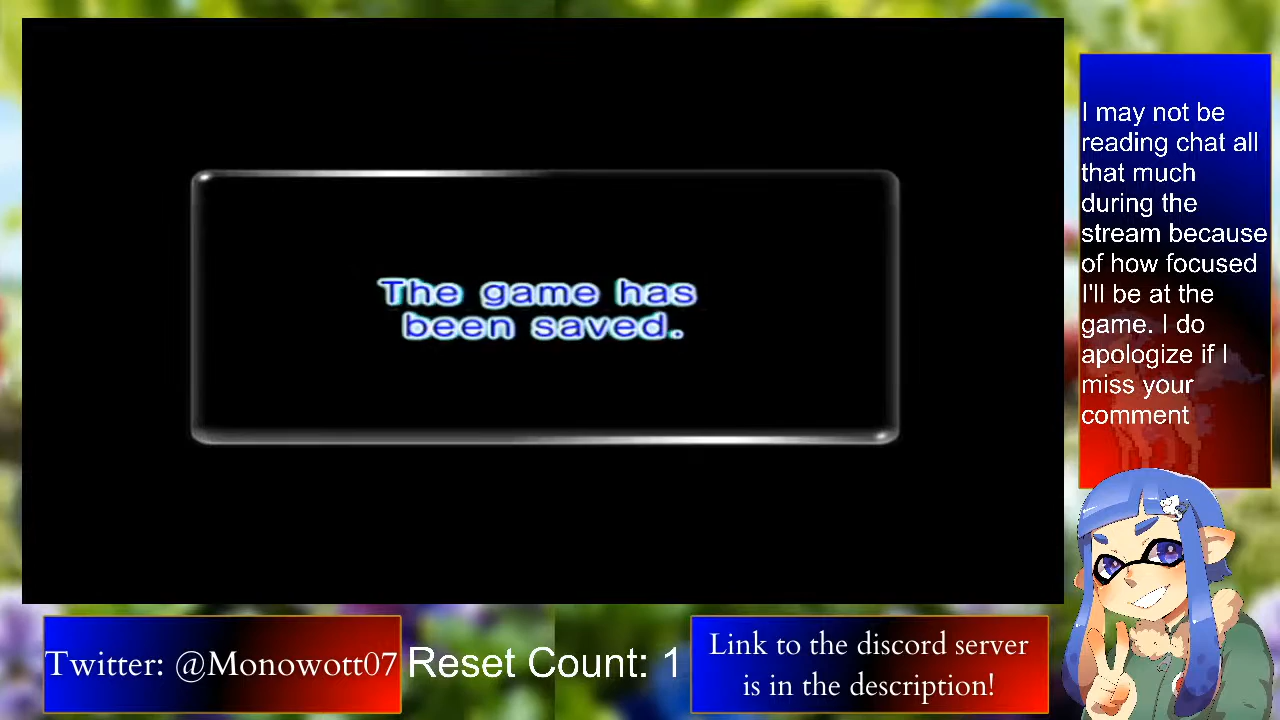 The game has
been saved.
I may not be
reading chat all
that much
during the
stream because
of how focused
I'll be at the
game. I do
apologize if I
miss your
comment
Twitter: @Monowott07
Reset Count: 1
Link to the discord server
is in the description!